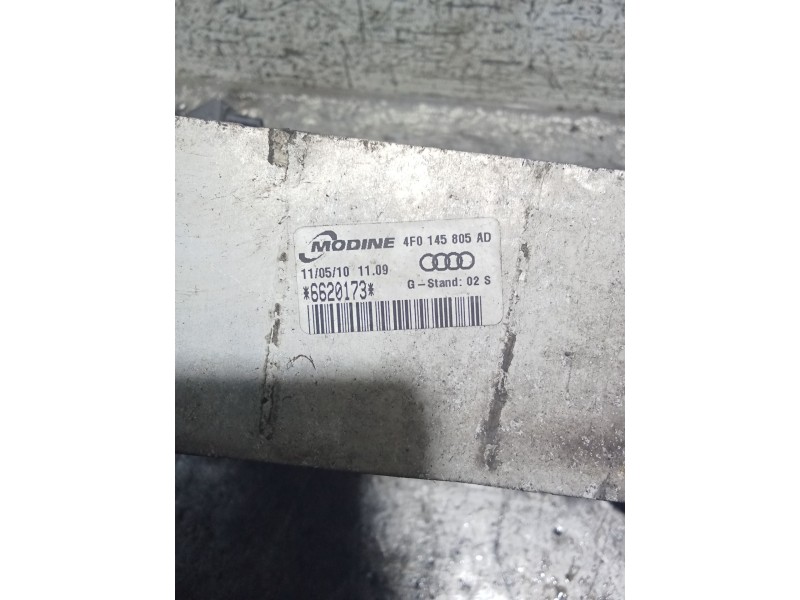 MODINE 4F0 145 805 AD
11/05/10 11.09
G-Stand: 02 S
*6620173*